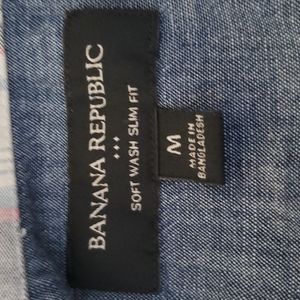 BANANA REPUBLIC
SOFT WASH SLIM FIT
M
MADE IN
BANGLADESH